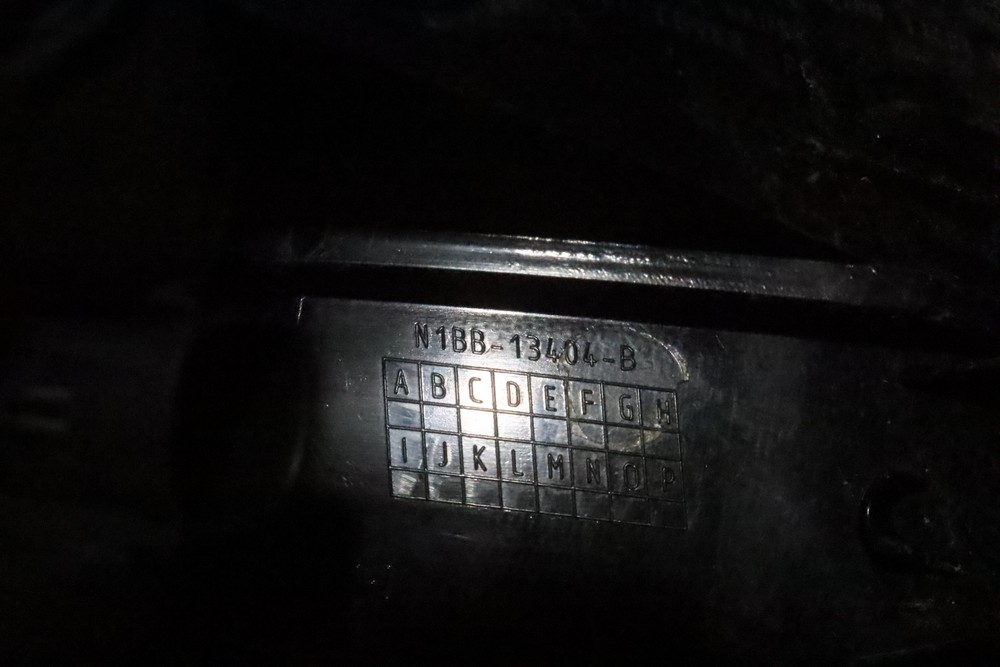 N1BB-13404-B
A B C D E F G H
I J K L M N O P